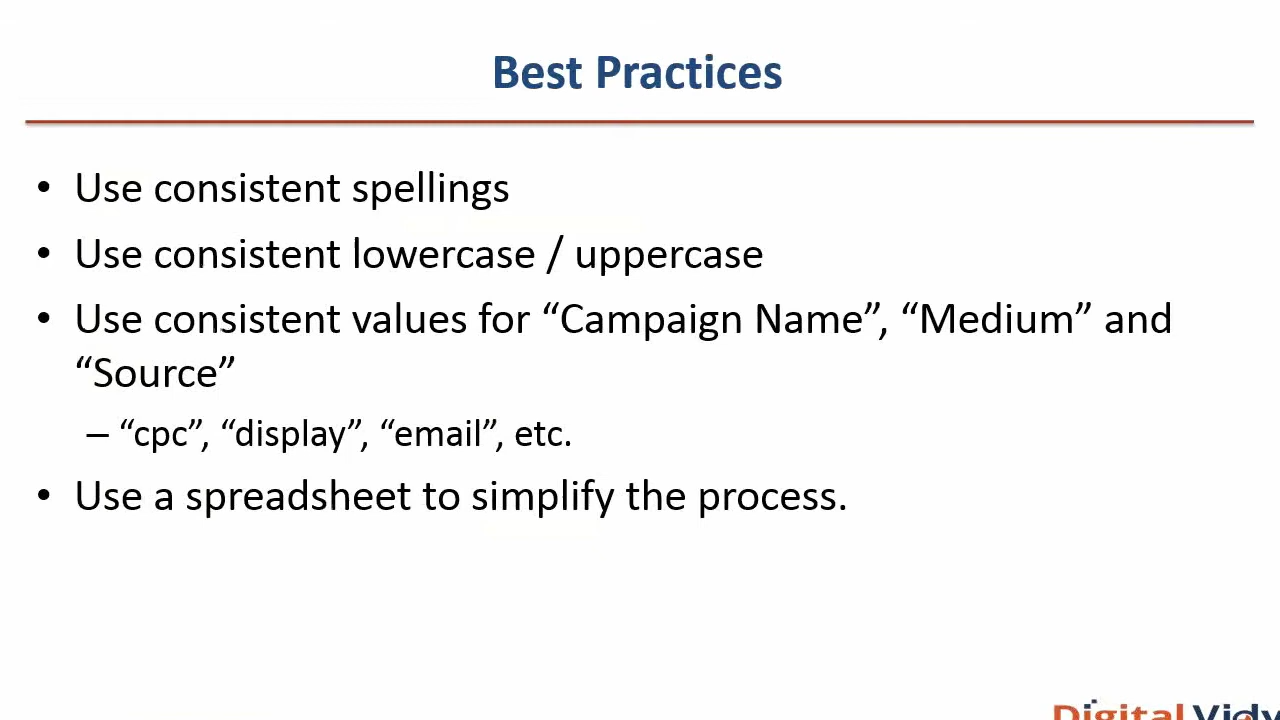 Best Practices
• Use consistent spellings
• Use consistent lowercase / uppercase
• Use consistent values for “Campaign Name”, “Medium” and
“Source”
– “cpc”, “display”, “email”, etc.
• Use a spreadsheet to simplify the process.
Digital Vidy